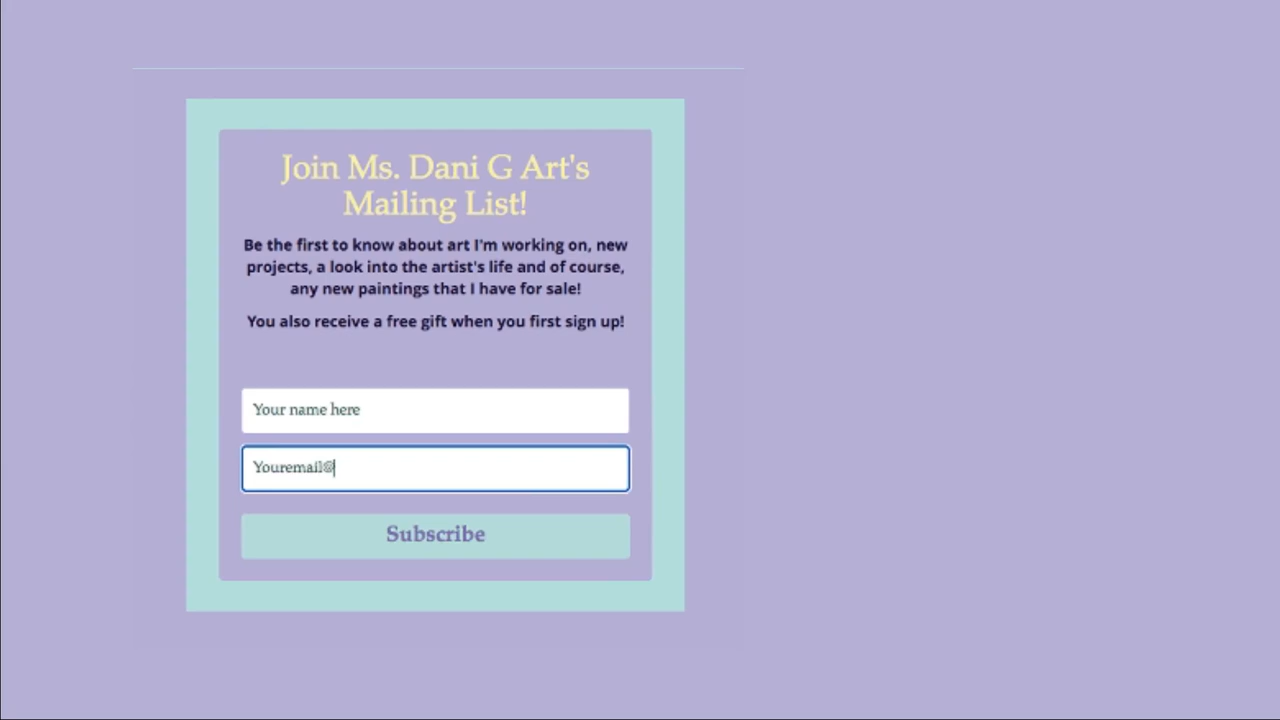 Join Ms. Dani G Art's
Mailing List!
Be the first to know about art I'm working on, new
projects, a look into the artist's life and of course,
any new paintings that I have for sale!
You also receive a free gift when you first sign up!
Your name here
Youremail@
Subscribe